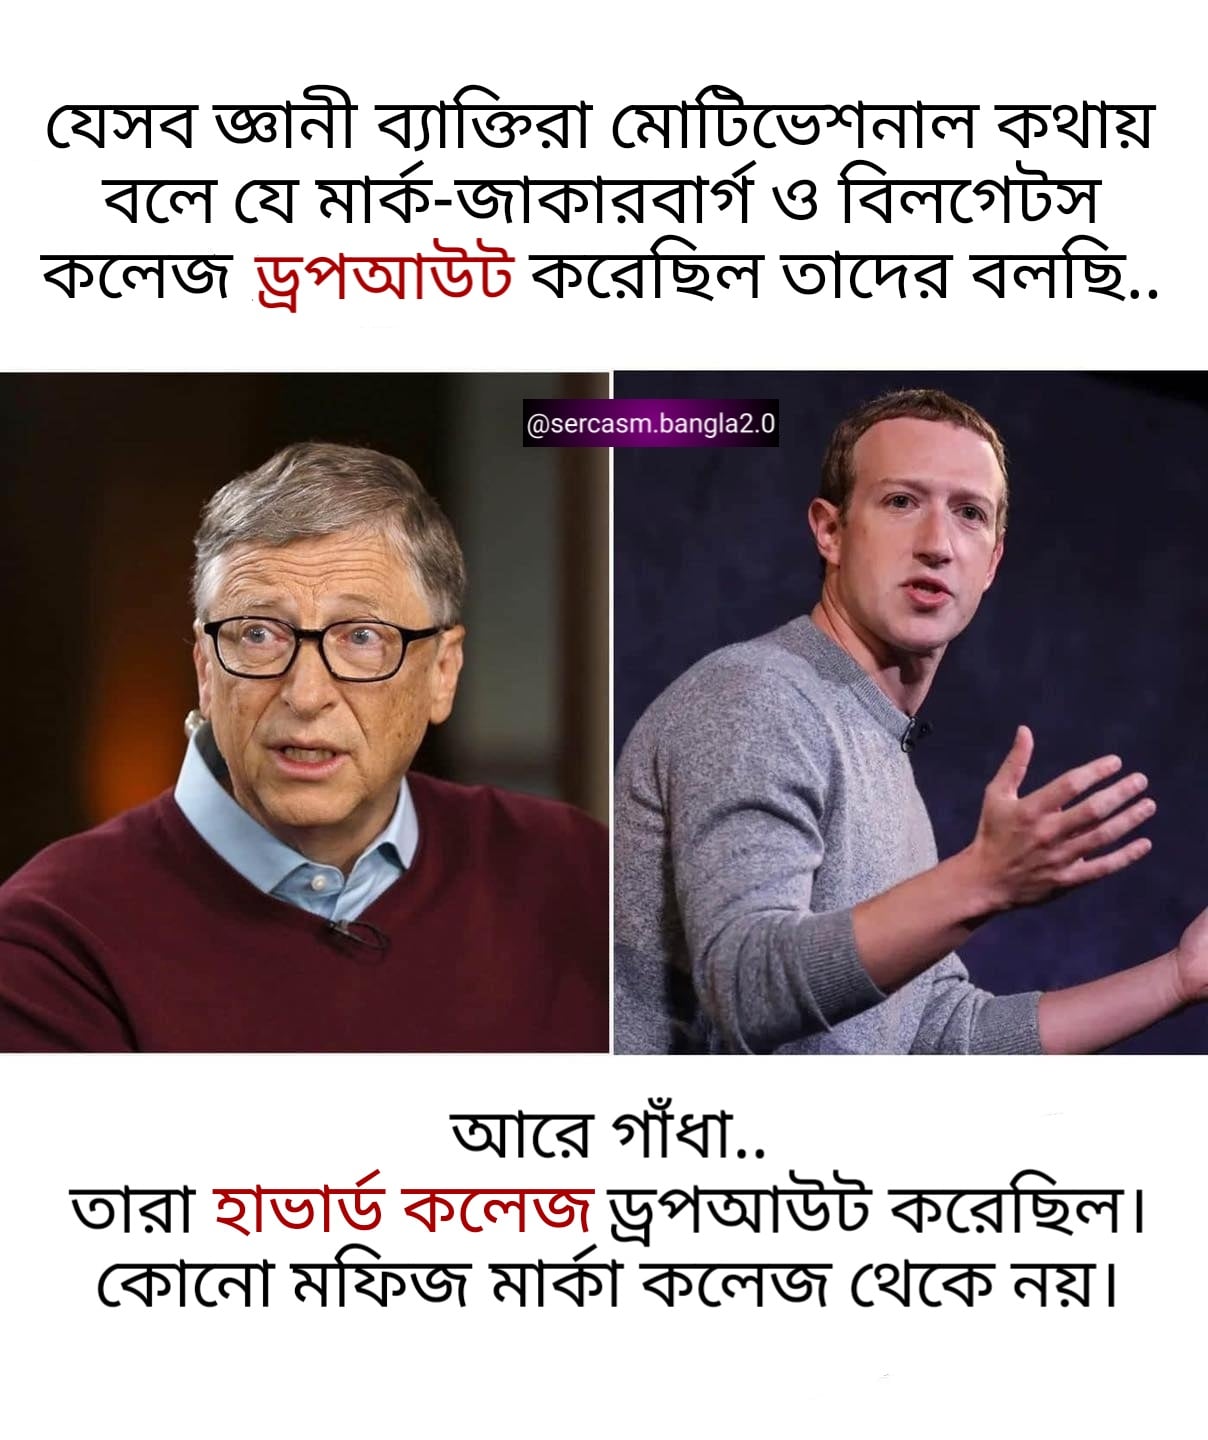 যেসব জ্ঞানী ব্যাক্তিরা মোটিভেশনাল কথায়
বলে যে মার্ক-জাকারবার্গ ও বিলগেটস
কলেজ ড্রপআউট করেছিল তাদের বলছি..
@sercasm.bangla2.0
আরে গাঁধা..
তারা হাভার্ড কলেজ ড্রপআউট করেছিল।
কোনো মফিজ মার্কা কলেজ থেকে নয়।